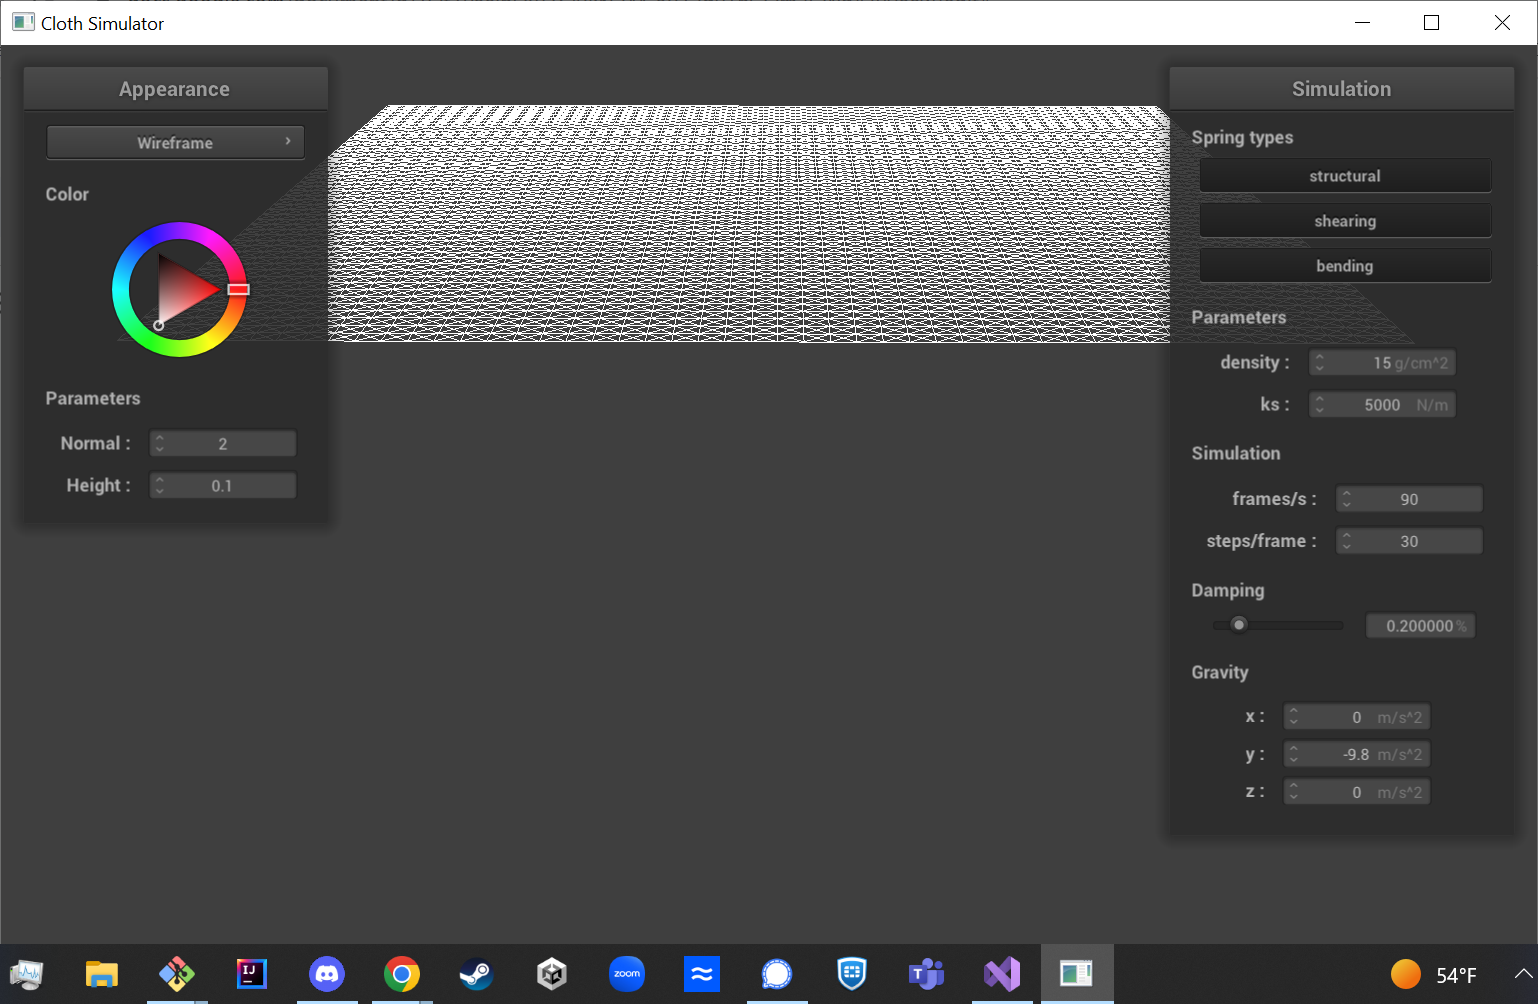 Cloth Simulator
Appearance
Wireframe
Color
Parameters
Normal : 2
Height : 0.1
Simulation
Spring types
structural
shearing
bending
Parameters
density : 15 g/cm^2
ks : 5000 N/m
Simulation
frames/s : 90
steps/frame : 30
Damping
0.200000 %
Gravity
x : 0 m/s^2
y : -9.8 m/s^2
z : 0 m/s^2
IJ
zoom
T
54°F